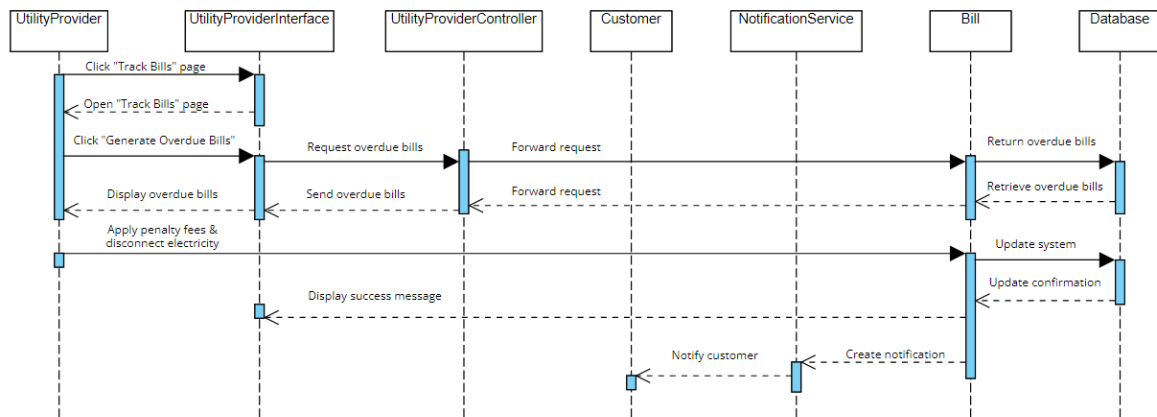 UtilityProvider
UtilityProviderInterface
UtilityProviderController
Customer
NotificationService
Bill
Database
Click "Track Bills" page
Open "Track Bills" page
Click "Generate Overdue Bills"
Request overdue bills
Forward request
Return overdue bills
Display overdue bills
Send overdue bills
Forward request
Retrieve overdue bills
Apply penalty fees &
disconnect electricity
Update system
Update confirmation
Display success message
Create notification
Notify customer